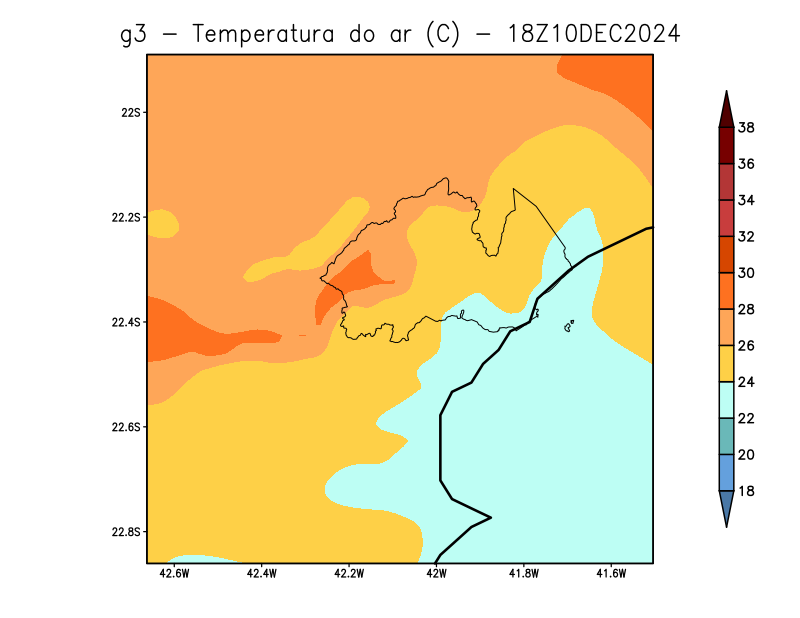 g3 - Temperatura do ar (C) - 18Z10DEC2024
22S
22.2S
22.4S
22.6S
22.8S
42.6W
42.4W
42.2W
42W
41.8W
41.6W
38
36
34
32
30
28
26
24
22
20
18